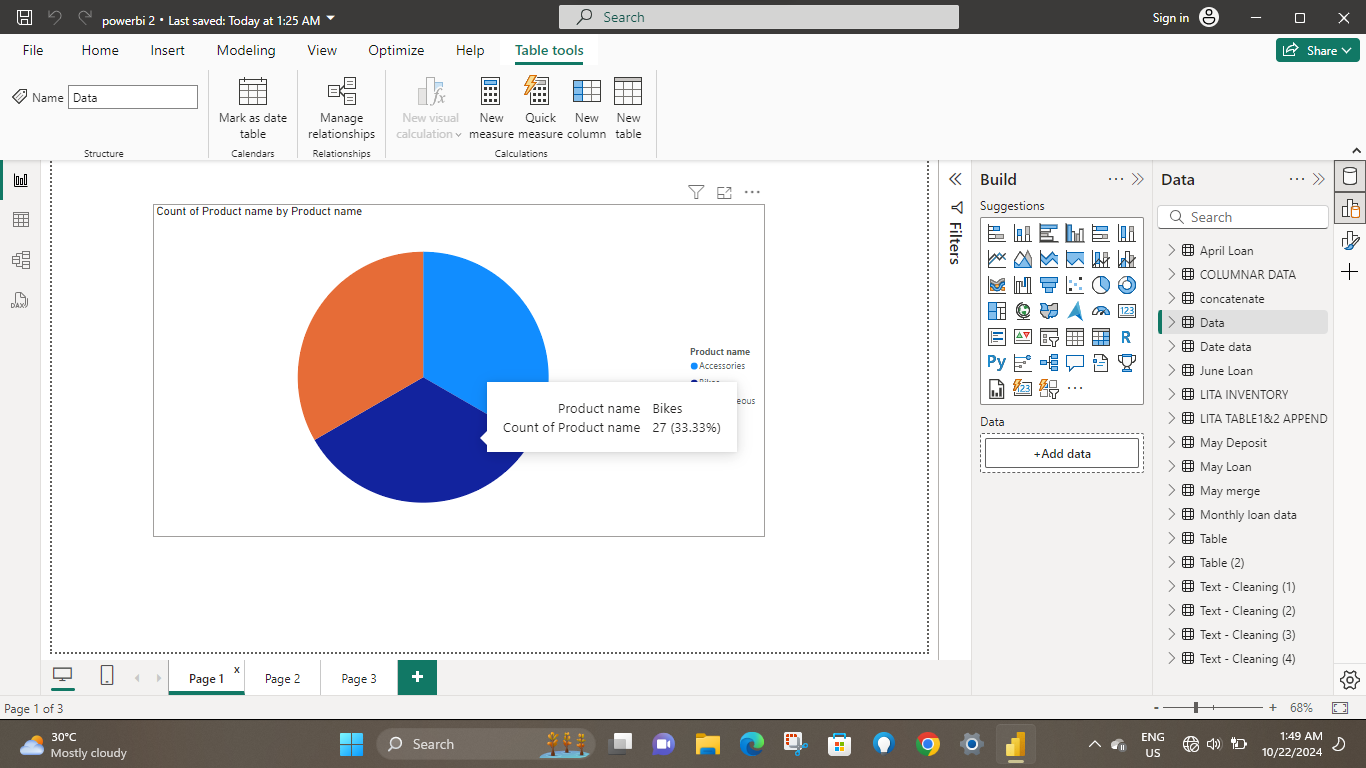 powerbi 2 • Last saved: Today at 1:25 AM
Search
Sign in
File Home Insert Modeling View Optimize Help Table tools
Share
Name Data
Mark as date table
Manage relationships
New visual calculation
New measure
Quick measure
New column
New table
Structure Calendars Relationships Calculations
Count of Product name by Product name
Product name
Accessories
Bikes
eous
Product name Bikes
Count of Product name 27 (33.33%)
Filters
Build
Suggestions
123
R
Py
123
Data
+Add data
Data
Search
April Loan
COLUMNAR DATA
concatenate
Data
Date data
June Loan
LITA INVENTORY
LITA TABLE1&2 APPEND
May Deposit
May Loan
May merge
Monthly loan data
Table
Table (2)
Text - Cleaning (1)
Text - Cleaning (2)
Text - Cleaning (3)
Text - Cleaning (4)
DAX
Page 1 x
Page 2
Page 3
+
Page 1 of 3
- + 68%
30°C
Mostly cloudy
Search
ENG
US
1:49 AM
10/22/2024